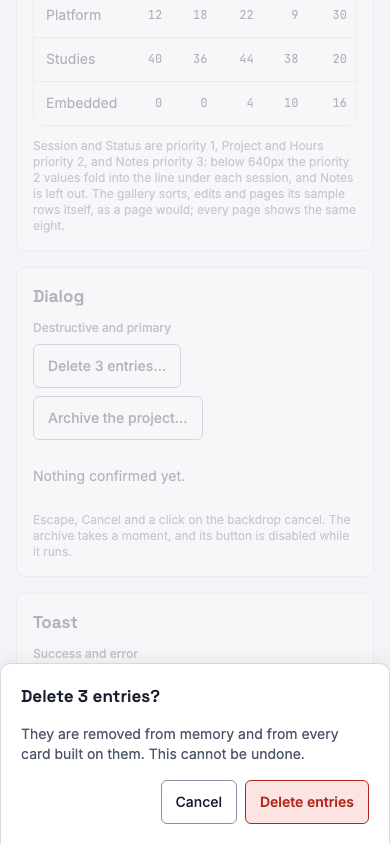 Platform 12 18 22 9 30
Studies 40 36 44 38 20
Embedded 0 0 4 10 16
Session and Status are priority 1, Project and Hours
priority 2, and Notes priority 3: below 640px the priority
2 values fold into the line under each session, and Notes
is left out. The gallery sorts, edits and pages its sample
rows itself, as a page would; every page shows the same
eight.
Dialog
Destructive and primary
Delete 3 entries...
Archive the project...
Nothing confirmed yet.
Escape, Cancel and a click on the backdrop cancel. The
archive takes a moment, and its button is disabled while
it runs.
Toast
Success and error
Delete 3 entries?
They are removed from memory and from every
card built on them. This cannot be undone.
Cancel
Delete entries